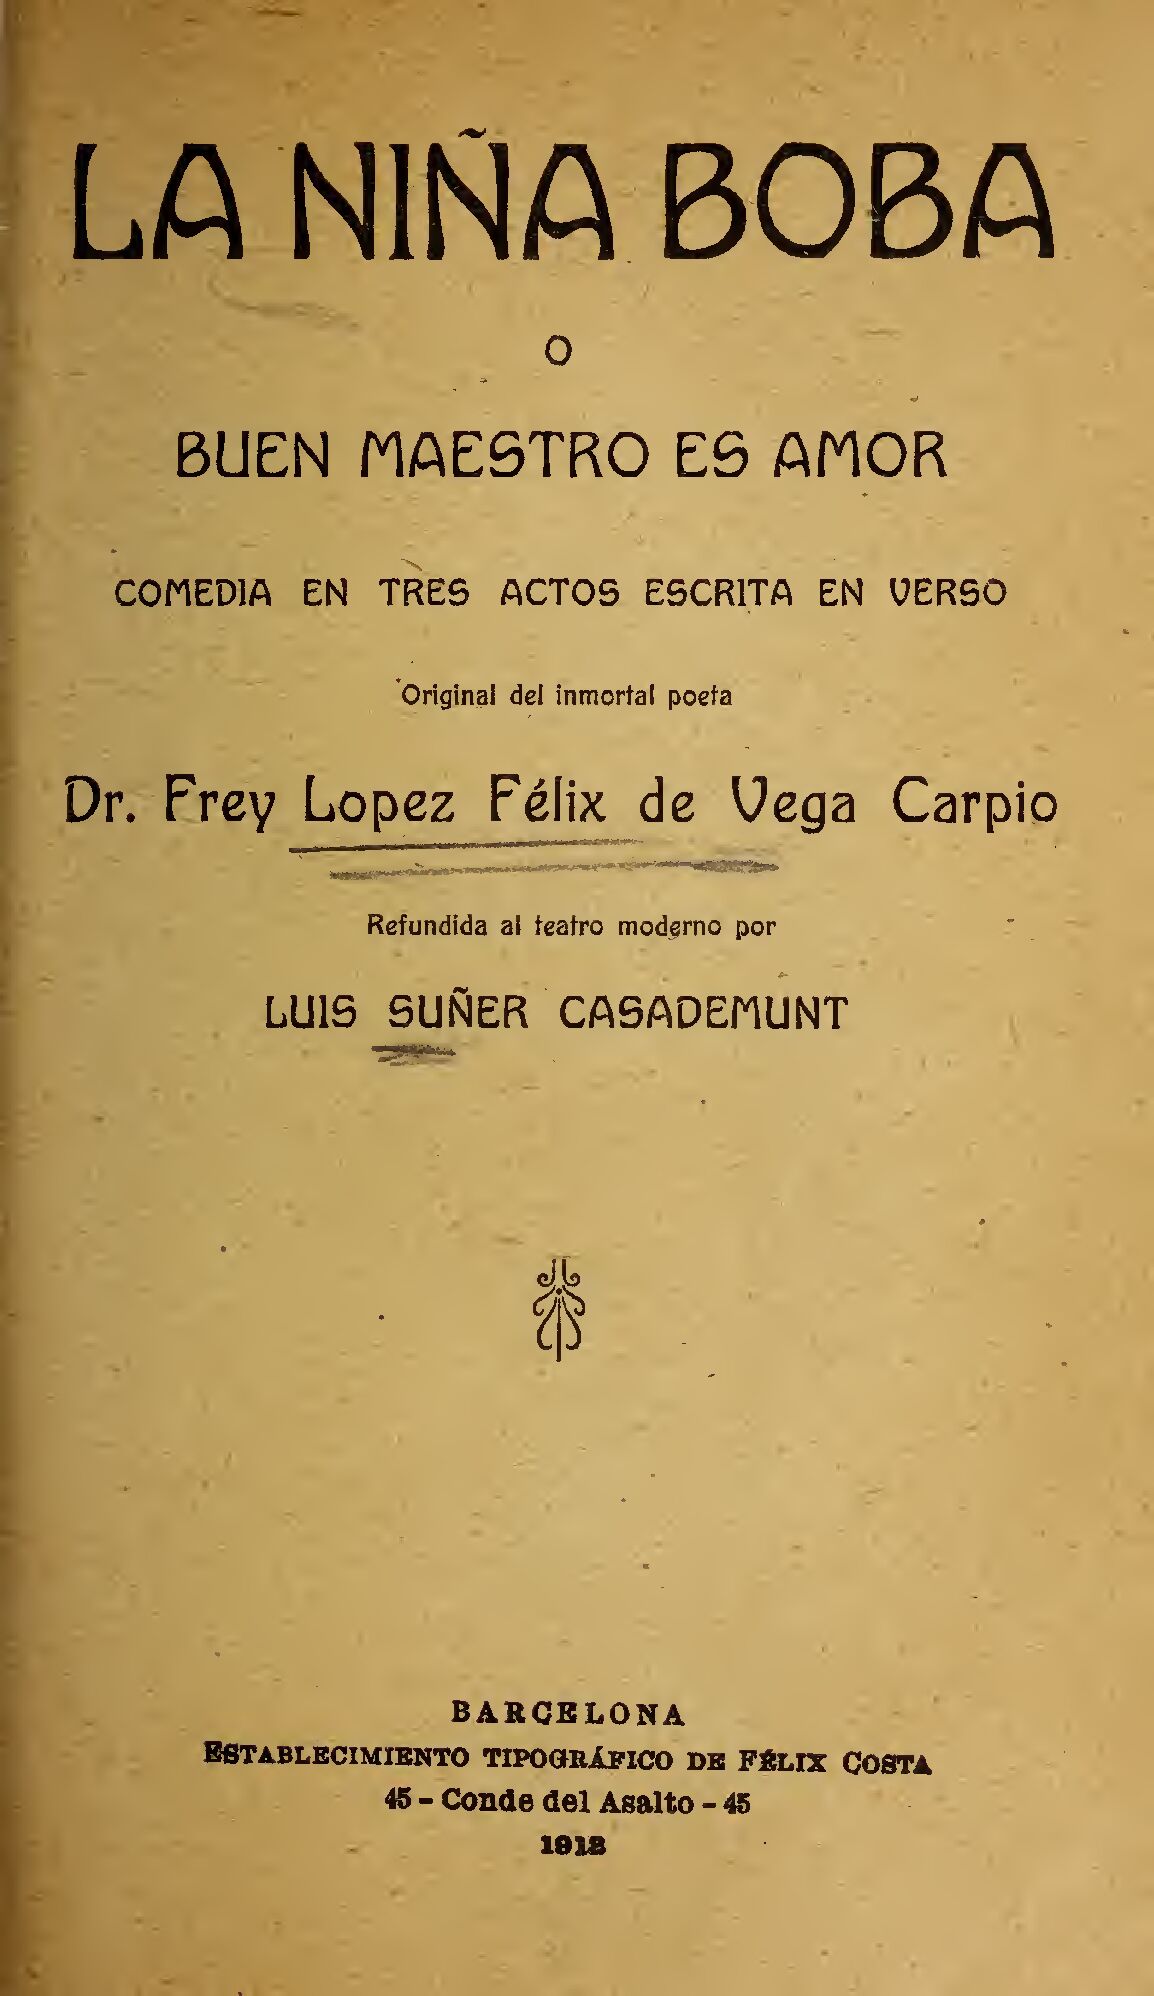 LA NIÑA BOBA
O
BUEN MAESTRO ES AMOR
COMEDIA EN TRES ACTOS ESCRITA EN VERSO
Original del inmortal poeta
Dr. Frey Lopez Félix de Vega Carpio
Refundida al teatro moderno por
LUIS SUÑER CASADEMUNT
BARCELONA
ESTABLECIMIENTO TIPOGRÁFICO DE FÉLIX COSTA
45 - Conde del Asalto - 45